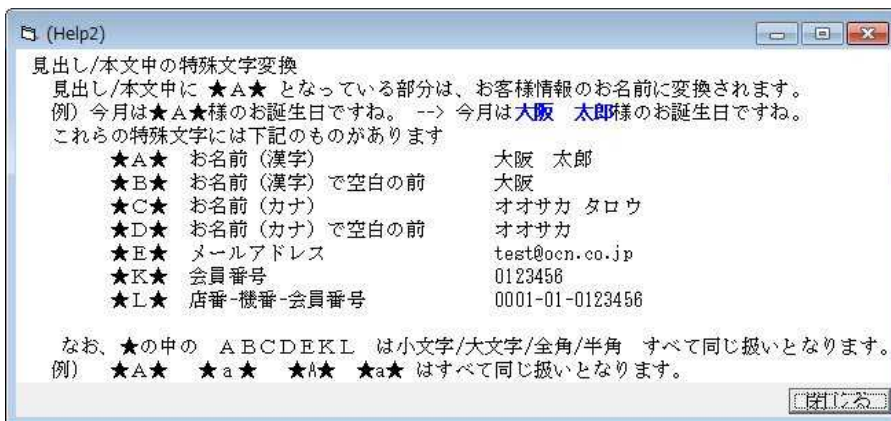 (Help2)
見出し/本文中の特殊文字変換
見出し/本文中に ★A★ となっている部分は、お客様情報のお名前に変換されます。
例) 今月は★A★様のお誕生日ですね。 --> 今月は大阪　太郎様のお誕生日ですね。
これらの特殊文字には下記のものがあります
★A★ お名前 (漢字) 大阪　太郎
★B★ お名前 (漢字) で空白の前 大阪
★C★ お名前 (カナ) オオサカ タロウ
★D★ お名前 (カナ) で空白の前 オオサカ
★E★ メールアドレス test@ocn.co.jp
★K★ 会員番号 0123456
★L★ 店番-機番-会員番号 0001-01-0123456
なお、★の中の　ＡＢＣＤＥＫＬ　は小文字/大文字/全角/半角　すべて同じ扱いとなります。
例)　★Ａ★　★ａ★　★A★　★a★ はすべて同じ扱いとなります。
閉じる